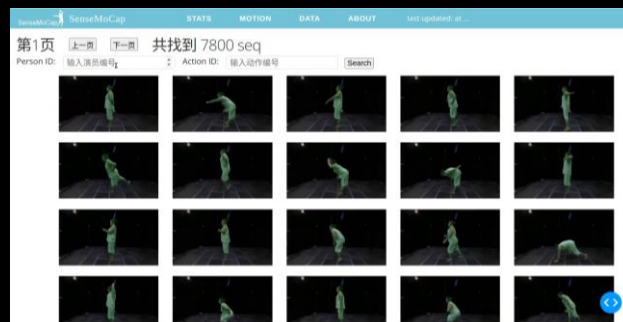 SenseMoCap SenseMoCap STATS MOTION DATA ABOUT last updated: at ...
第1页 上一页 下一页 共找到 7800 seq
Person ID: 输入演员编号 Action ID: 输入动作编号 Search